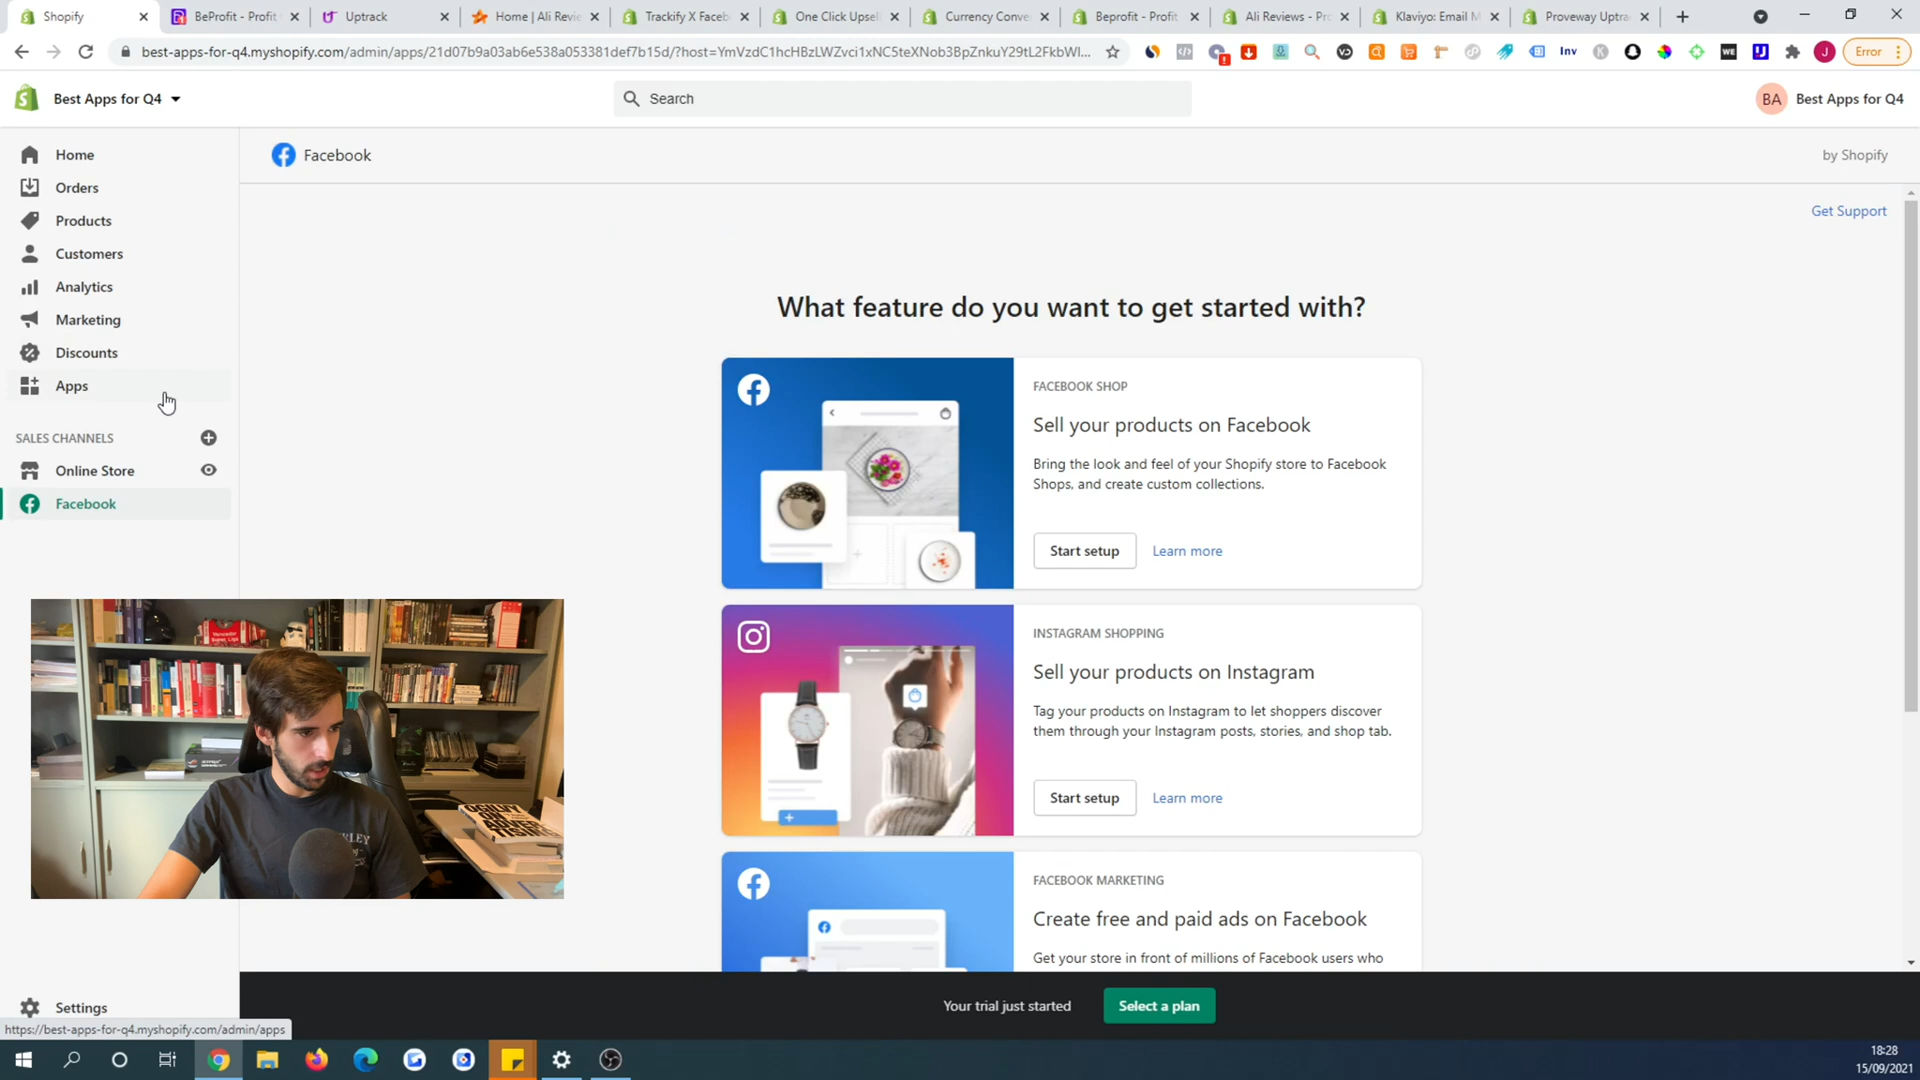 Shopify
BeProfit - Profit
Uptrack
Home | Ali Revie
Trackify X Faceb
One Click Upsel
Currency Conve
Beprofit - Profit
Ali Reviews - Pro
Klaviyo: Email M
Proveway Uptra
best-apps-for-q4.myshopify.com/admin/apps/21d07b9a03ab6e538a053381def7b15d/?host=YmVzdC1hcHBzLWZvci1xNC5teXNob3BpZnkuY29tL2FkbWl...
Inv
WE
J
Error
Best Apps for Q4
Search
BA
Best Apps for Q4
Home
Orders
Products
Customers
Analytics
Marketing
Discounts
Apps
SALES CHANNELS
Online Store
Facebook
Settings
https://best-apps-for-q4.myshopify.com/admin/apps
Facebook
by Shopify
Get Support
What feature do you want to get started with?
FACEBOOK SHOP
Sell your products on Facebook
Bring the look and feel of your Shopify store to Facebook
Shops, and create custom collections.
Start setup
Learn more
INSTAGRAM SHOPPING
Sell your products on Instagram
Tag your products on Instagram to let shoppers discover
them through your Instagram posts, stories, and shop tab.
Start setup
Learn more
FACEBOOK MARKETING
Create free and paid ads on Facebook
Get your store in front of millions of Facebook users who
OGILVY
ON
ADVER
TISING
Your trial just started
Select a plan
18:28
15/09/2021